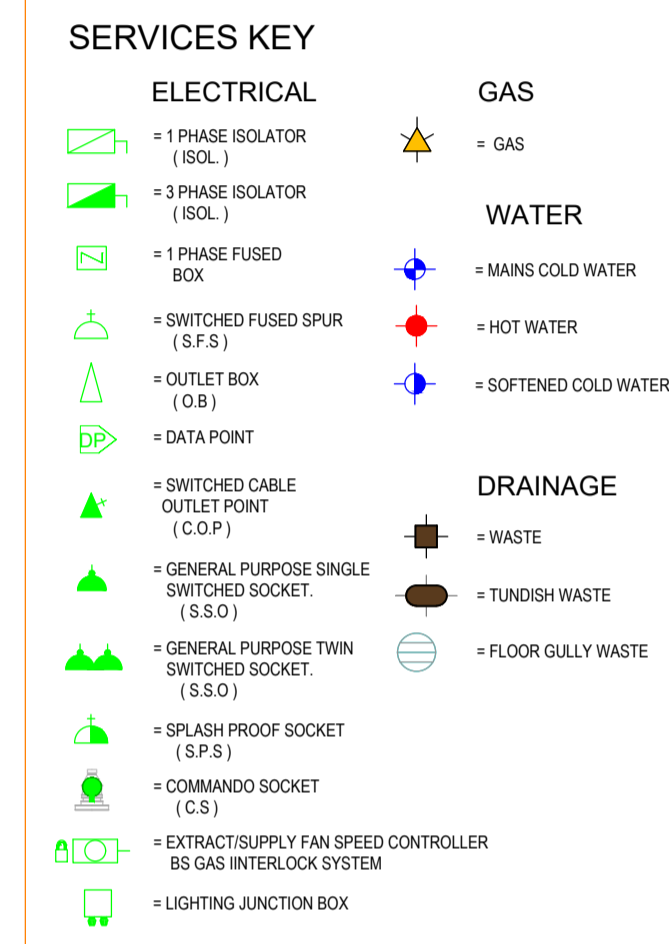 SERVICES KEY
ELECTRICAL
= 1 PHASE ISOLATOR
( ISOL. )
= 3 PHASE ISOLATOR
( ISOL. )
= 1 PHASE FUSED
BOX
= SWITCHED FUSED SPUR
( S.F.S )
= OUTLET BOX
( O.B )
DP
= DATA POINT
= SWITCHED CABLE
OUTLET POINT
( C.O.P )
= GENERAL PURPOSE SINGLE
SWITCHED SOCKET.
( S.S.O )
= GENERAL PURPOSE TWIN
SWITCHED SOCKET.
( S.S.O )
= SPLASH PROOF SOCKET
( S.P.S )
= COMMANDO SOCKET
( C.S )
= EXTRACT/SUPPLY FAN SPEED CONTROLLER
BS GAS IINTERLOCK SYSTEM
= LIGHTING JUNCTION BOX
GAS
= GAS
WATER
= MAINS COLD WATER
= HOT WATER
= SOFTENED COLD WATER
DRAINAGE
= WASTE
= TUNDISH WASTE
= FLOOR GULLY WASTE